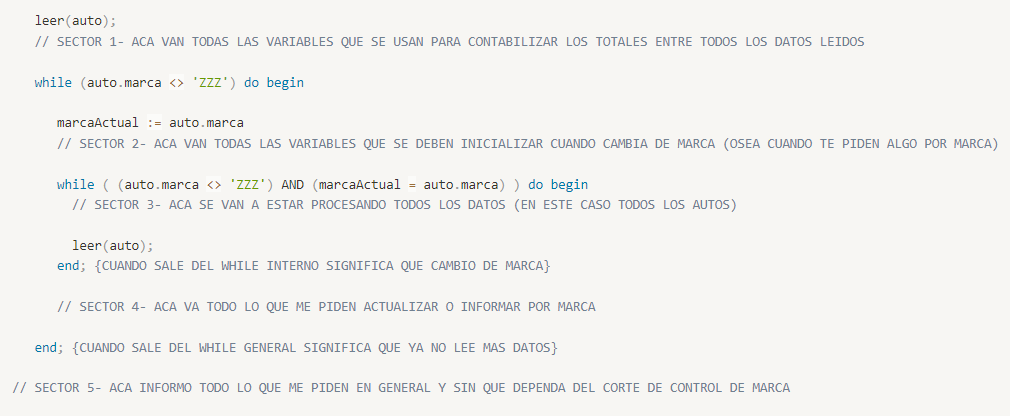 leer(auto);
// SECTOR 1- ACA VAN TODAS LAS VARIABLES QUE SE USAN PARA CONTABILIZAR LOS TOTALES ENTRE TODOS LOS DATOS LEIDOS
while (auto.marca <> 'ZZZ') do begin
marcaActual := auto.marca
// SECTOR 2- ACA VAN TODAS LAS VARIABLES QUE SE DEBEN INICIALIZAR CUANDO CAMBIA DE MARCA (OSEA CUANDO TE PIDEN ALGO POR MARCA)
while ( (auto.marca <> 'ZZZ') AND (marcaActual = auto.marca) ) do begin
// SECTOR 3- ACA SE VAN A ESTAR PROCESANDO TODOS LOS DATOS (EN ESTE CASO TODOS LOS AUTOS)
leer(auto);
end; {CUANDO SALE DEL WHILE INTERNO SIGNIFICA QUE CAMBIO DE MARCA}
// SECTOR 4- ACA VA TODO LO QUE ME PIDEN ACTUALIZAR O INFORMAR POR MARCA
end; {CUANDO SALE DEL WHILE GENERAL SIGNIFICA QUE YA NO LEE MAS DATOS}
// SECTOR 5- ACA INFORMO TODO LO QUE ME PIDEN EN GENERAL Y SIN QUE DEPENDA DEL CORTE DE CONTROL DE MARCA